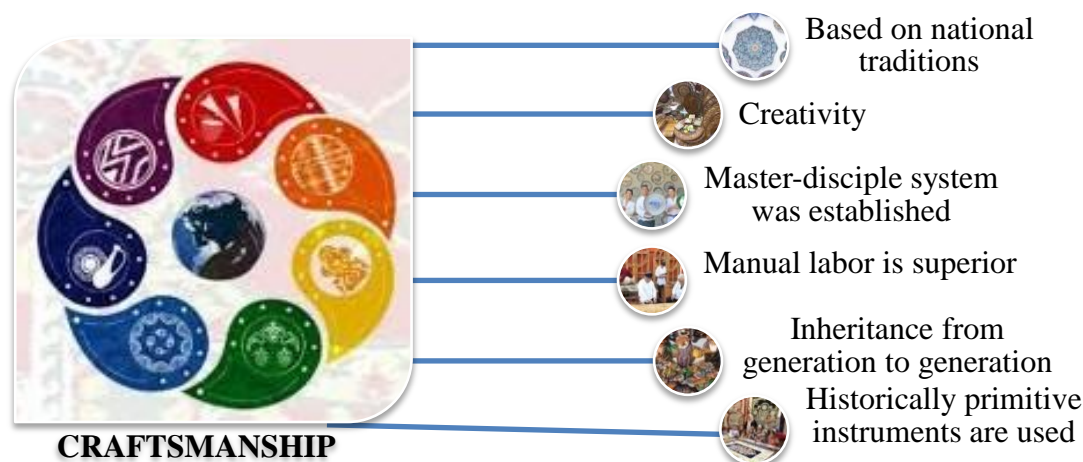 Based on national
traditions
Creativity
Master-disciple system
was established
Manual labor is superior
Inheritance from
generation to generation
Historically primitive
instruments are used
CRAFTSMANSHIP